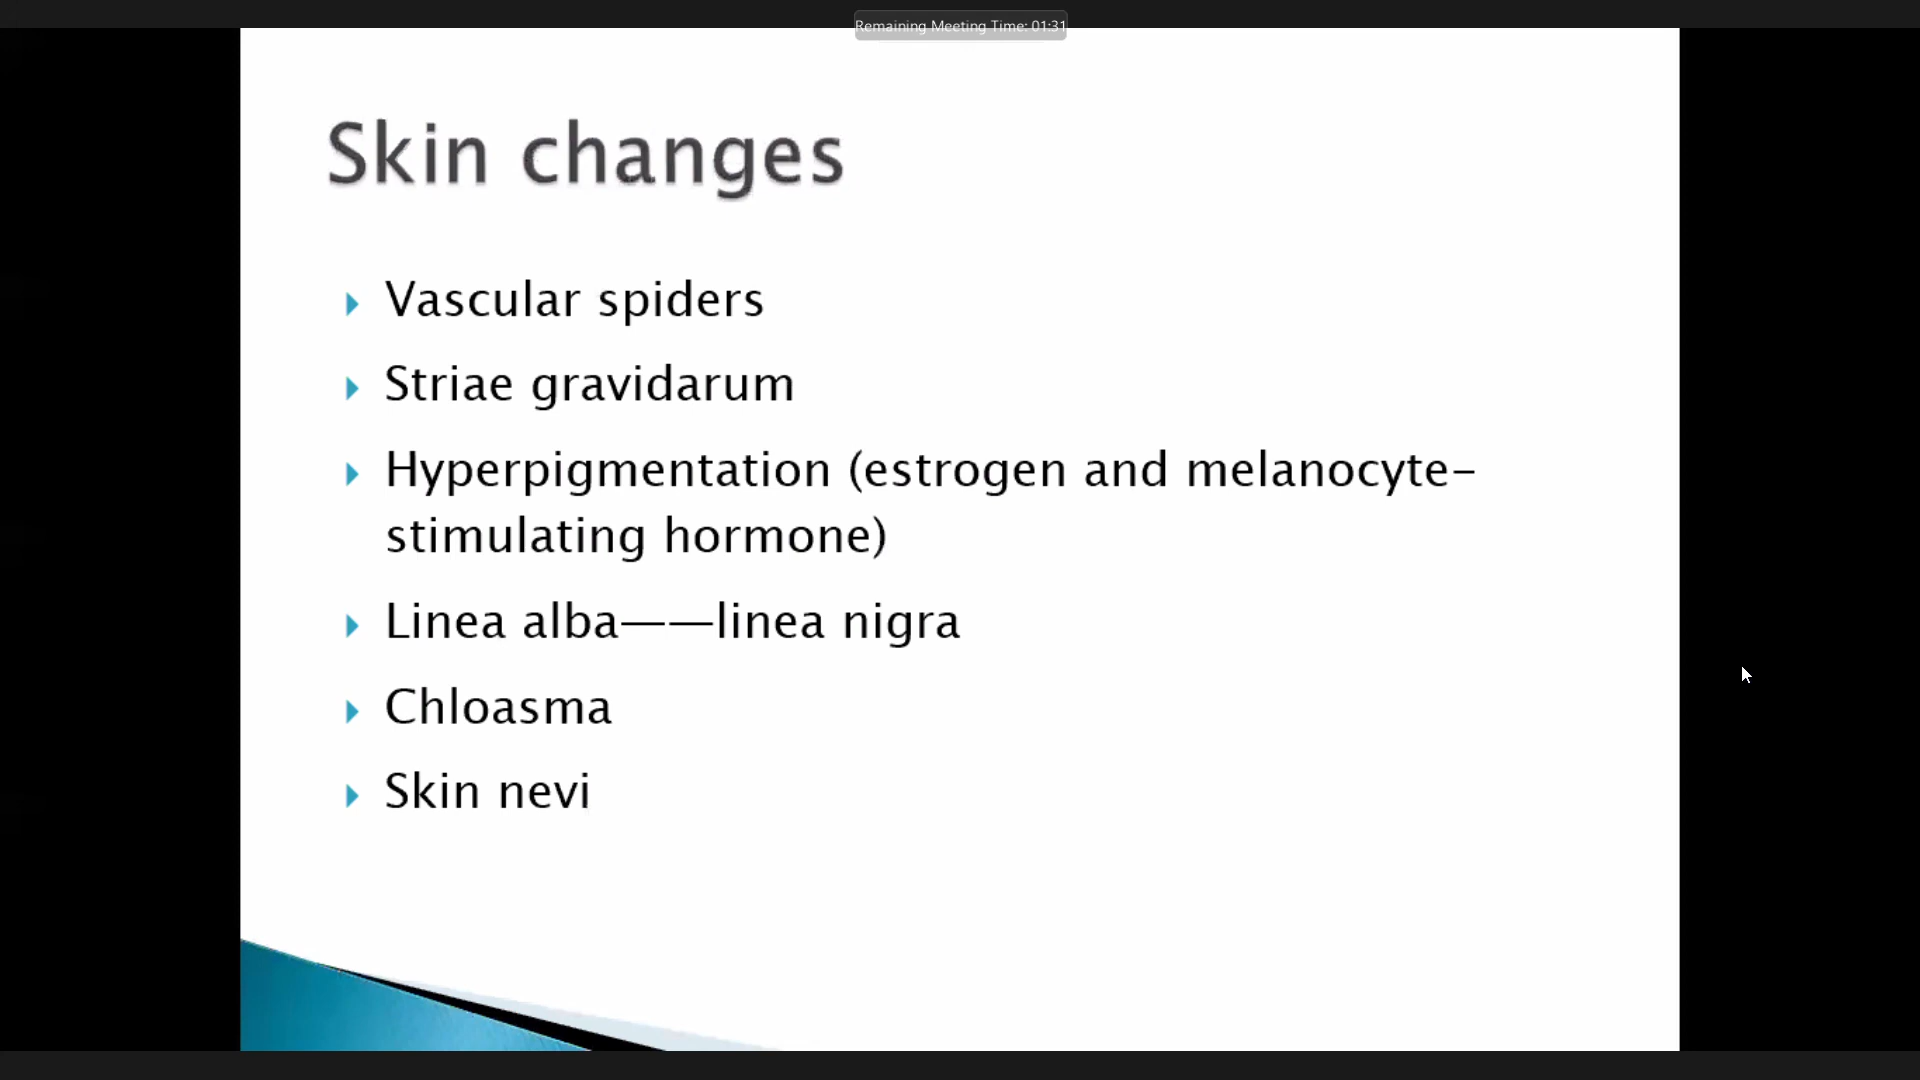 Remaining Meeting Time: 01:31
Skin changes
Vascular spiders
Striae gravidarum
Hyperpigmentation (estrogen and melanocyte-
stimulating hormone)
Linea alba——linea nigra
Chloasma
Skin nevi